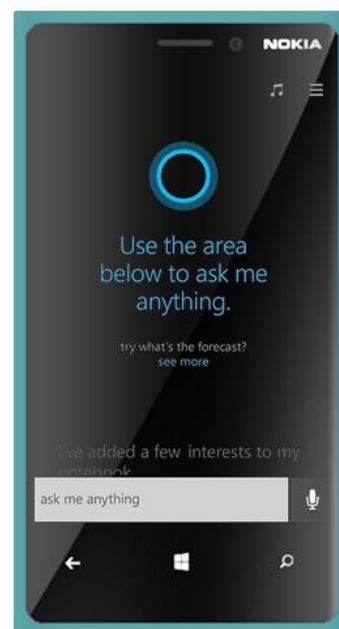 NOKIA
Use the area
below to ask me
anything.
try what's the forecast?
see more
I've added a few interests to my
notebook
ask me anything